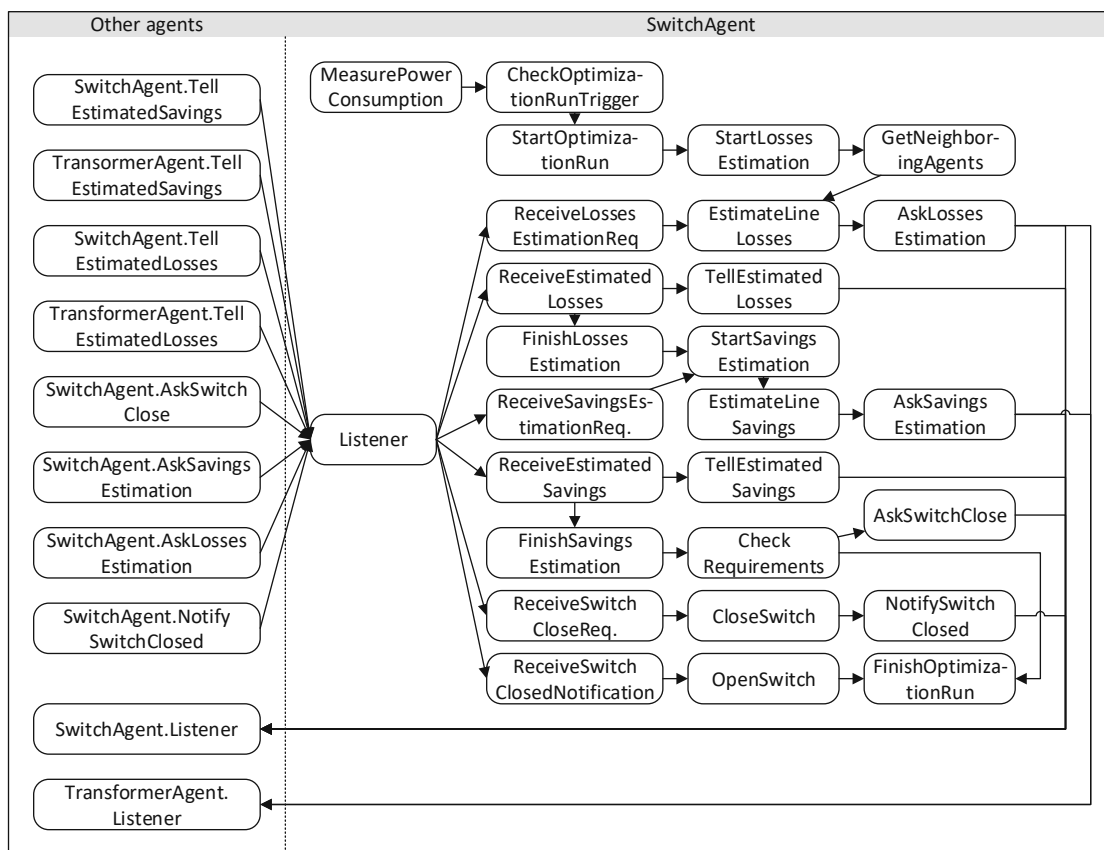 Other agents
SwitchAgent
SwitchAgent.Tell
EstimatedSavings
TransormerAgent.Tell
EstimatedSavings
SwitchAgent.Tell
EstimatedLosses
TransformerAgent.Tell
EstimatedLosses
SwitchAgent.AskSwitch
Close
SwitchAgent.AskSavings
Estimation
SwitchAgent.AskLosses
Estimation
SwitchAgent.Notify
SwitchClosed
SwitchAgent.Listener
TransformerAgent.
Listener
Listener
MeasurePower
Consumption
CheckOptimiza-
tionRunTrigger
StartOptimiza-
tionRun
StartLosses
Estimation
GetNeighbor-
ingAgents
ReceiveLosses
EstimationReq
EstimateLine
Losses
AskLosses
Estimation
ReceiveEstimated
Losses
TellEstimated
Losses
FinishLosses
Estimation
StartSavings
Estimation
ReceiveSavingsEs-
timationReq.
EstimateLine
Savings
AskSavings
Estimation
ReceiveEstimated
Savings
TellEstimated
Savings
AskSwitchClose
FinishSavings
Estimation
Check
Requirements
ReceiveSwitch
CloseReq.
CloseSwitch
NotifySwitch
Closed
ReceiveSwitch
ClosedNotification
OpenSwitch
FinishOptimiza-
tionRun